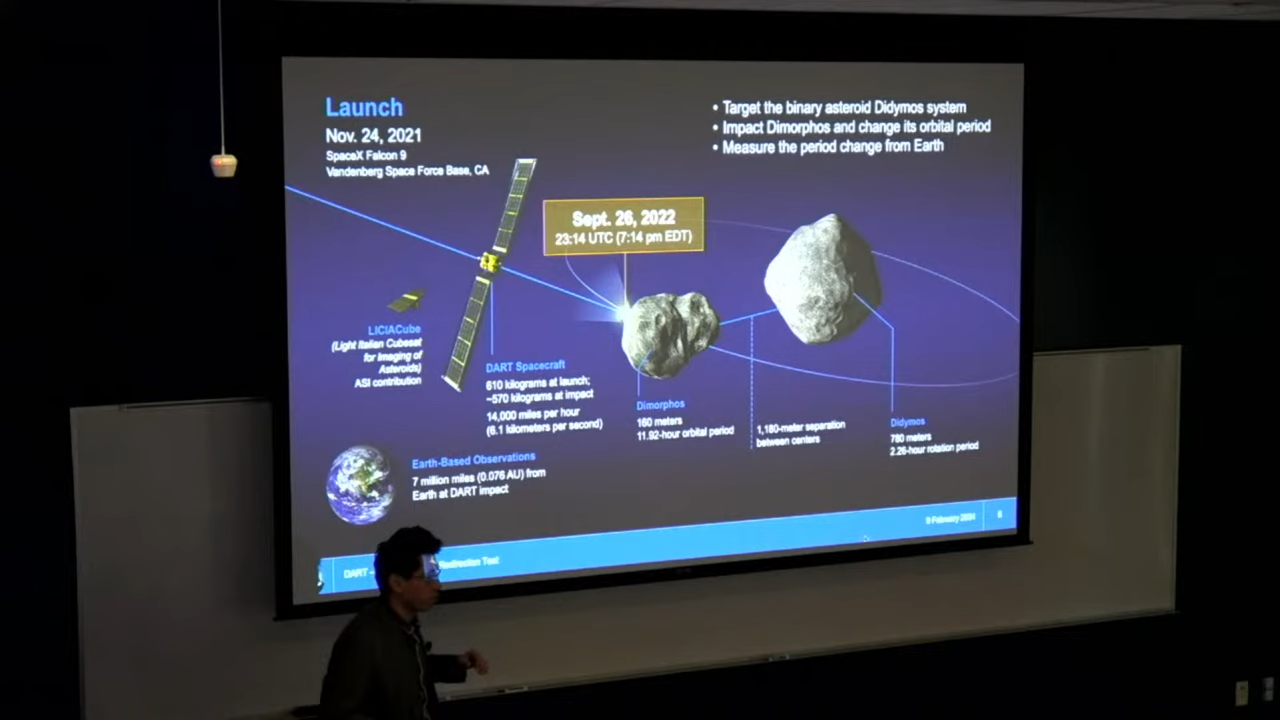 Launch
Nov. 24, 2021
SpaceX Falcon 9
Vandenberg Space Force Base, CA
• Target the binary asteroid Didymos system
• Impact Dimorphos and change its orbital period
• Measure the period change from Earth
Sept. 26, 2022
23:14 UTC (7:14 pm EDT)
LICIACube
(Light Italian Cubesat
for Imaging of
Asteroids)
ASI contribution
DART Spacecraft
610 kilograms at launch;
~570 kilograms at impact
14,000 miles per hour
(6.1 kilometers per second)
Dimorphos
160 meters
11.92-hour orbital period
1,180-meter separation
between centers
Didymos
780 meters
2.26-hour rotation period
Earth-Based Observations
7 million miles (0.076 AU) from
Earth at DART impact
DART –
Redirection Test
9 February 2024